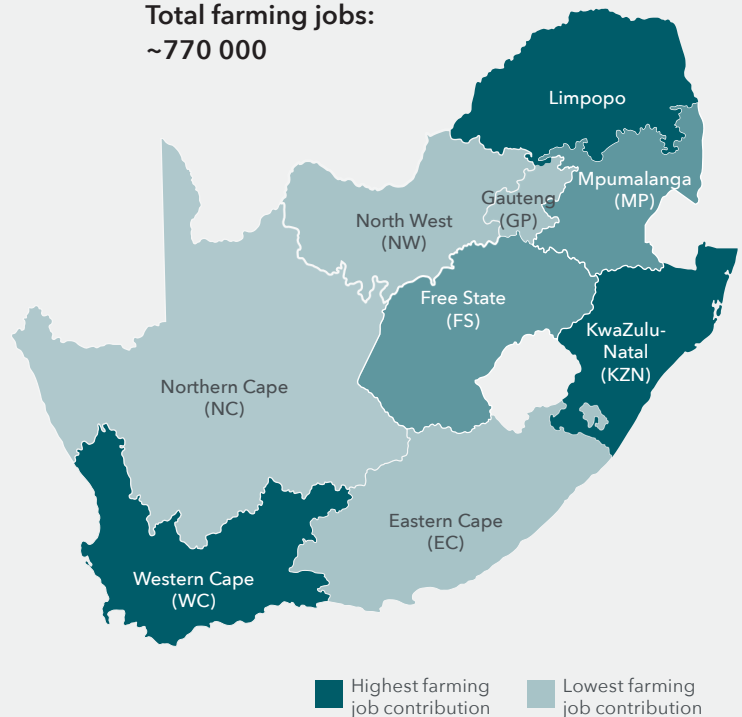 Total farming jobs:
~770 000
Limpopo
Mpumalanga
(MP)
Gauteng
(GP)
North West
(NW)
Free State
(FS)
KwaZulu-
Natal
(KZN)
Northern Cape
(NC)
Eastern Cape
(EC)
Western Cape
(WC)
Highest farming
job contribution
Lowest farming
job contribution